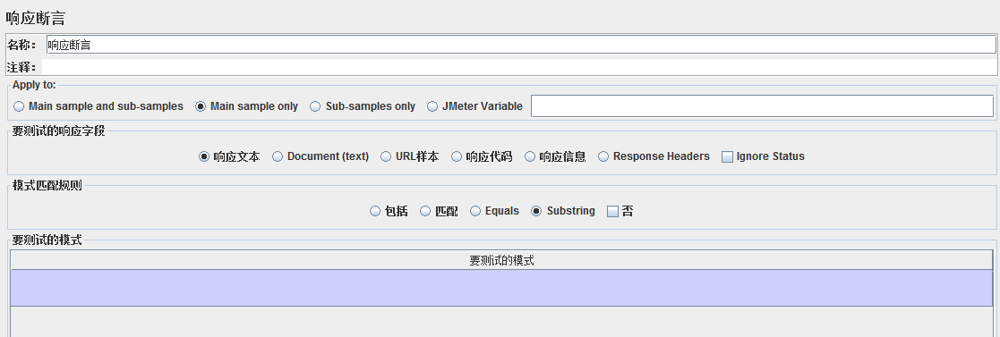 响应断言
名称： 响应断言
注释：
Apply to:
Main sample and sub-samples Main sample only Sub-samples only JMeter Variable
要测试的响应字段
响应文本 Document (text) URL样本 响应代码 响应信息 Response Headers Ignore Status
模式匹配规则
包括 匹配 Equals Substring 否
要测试的模式
要测试的模式